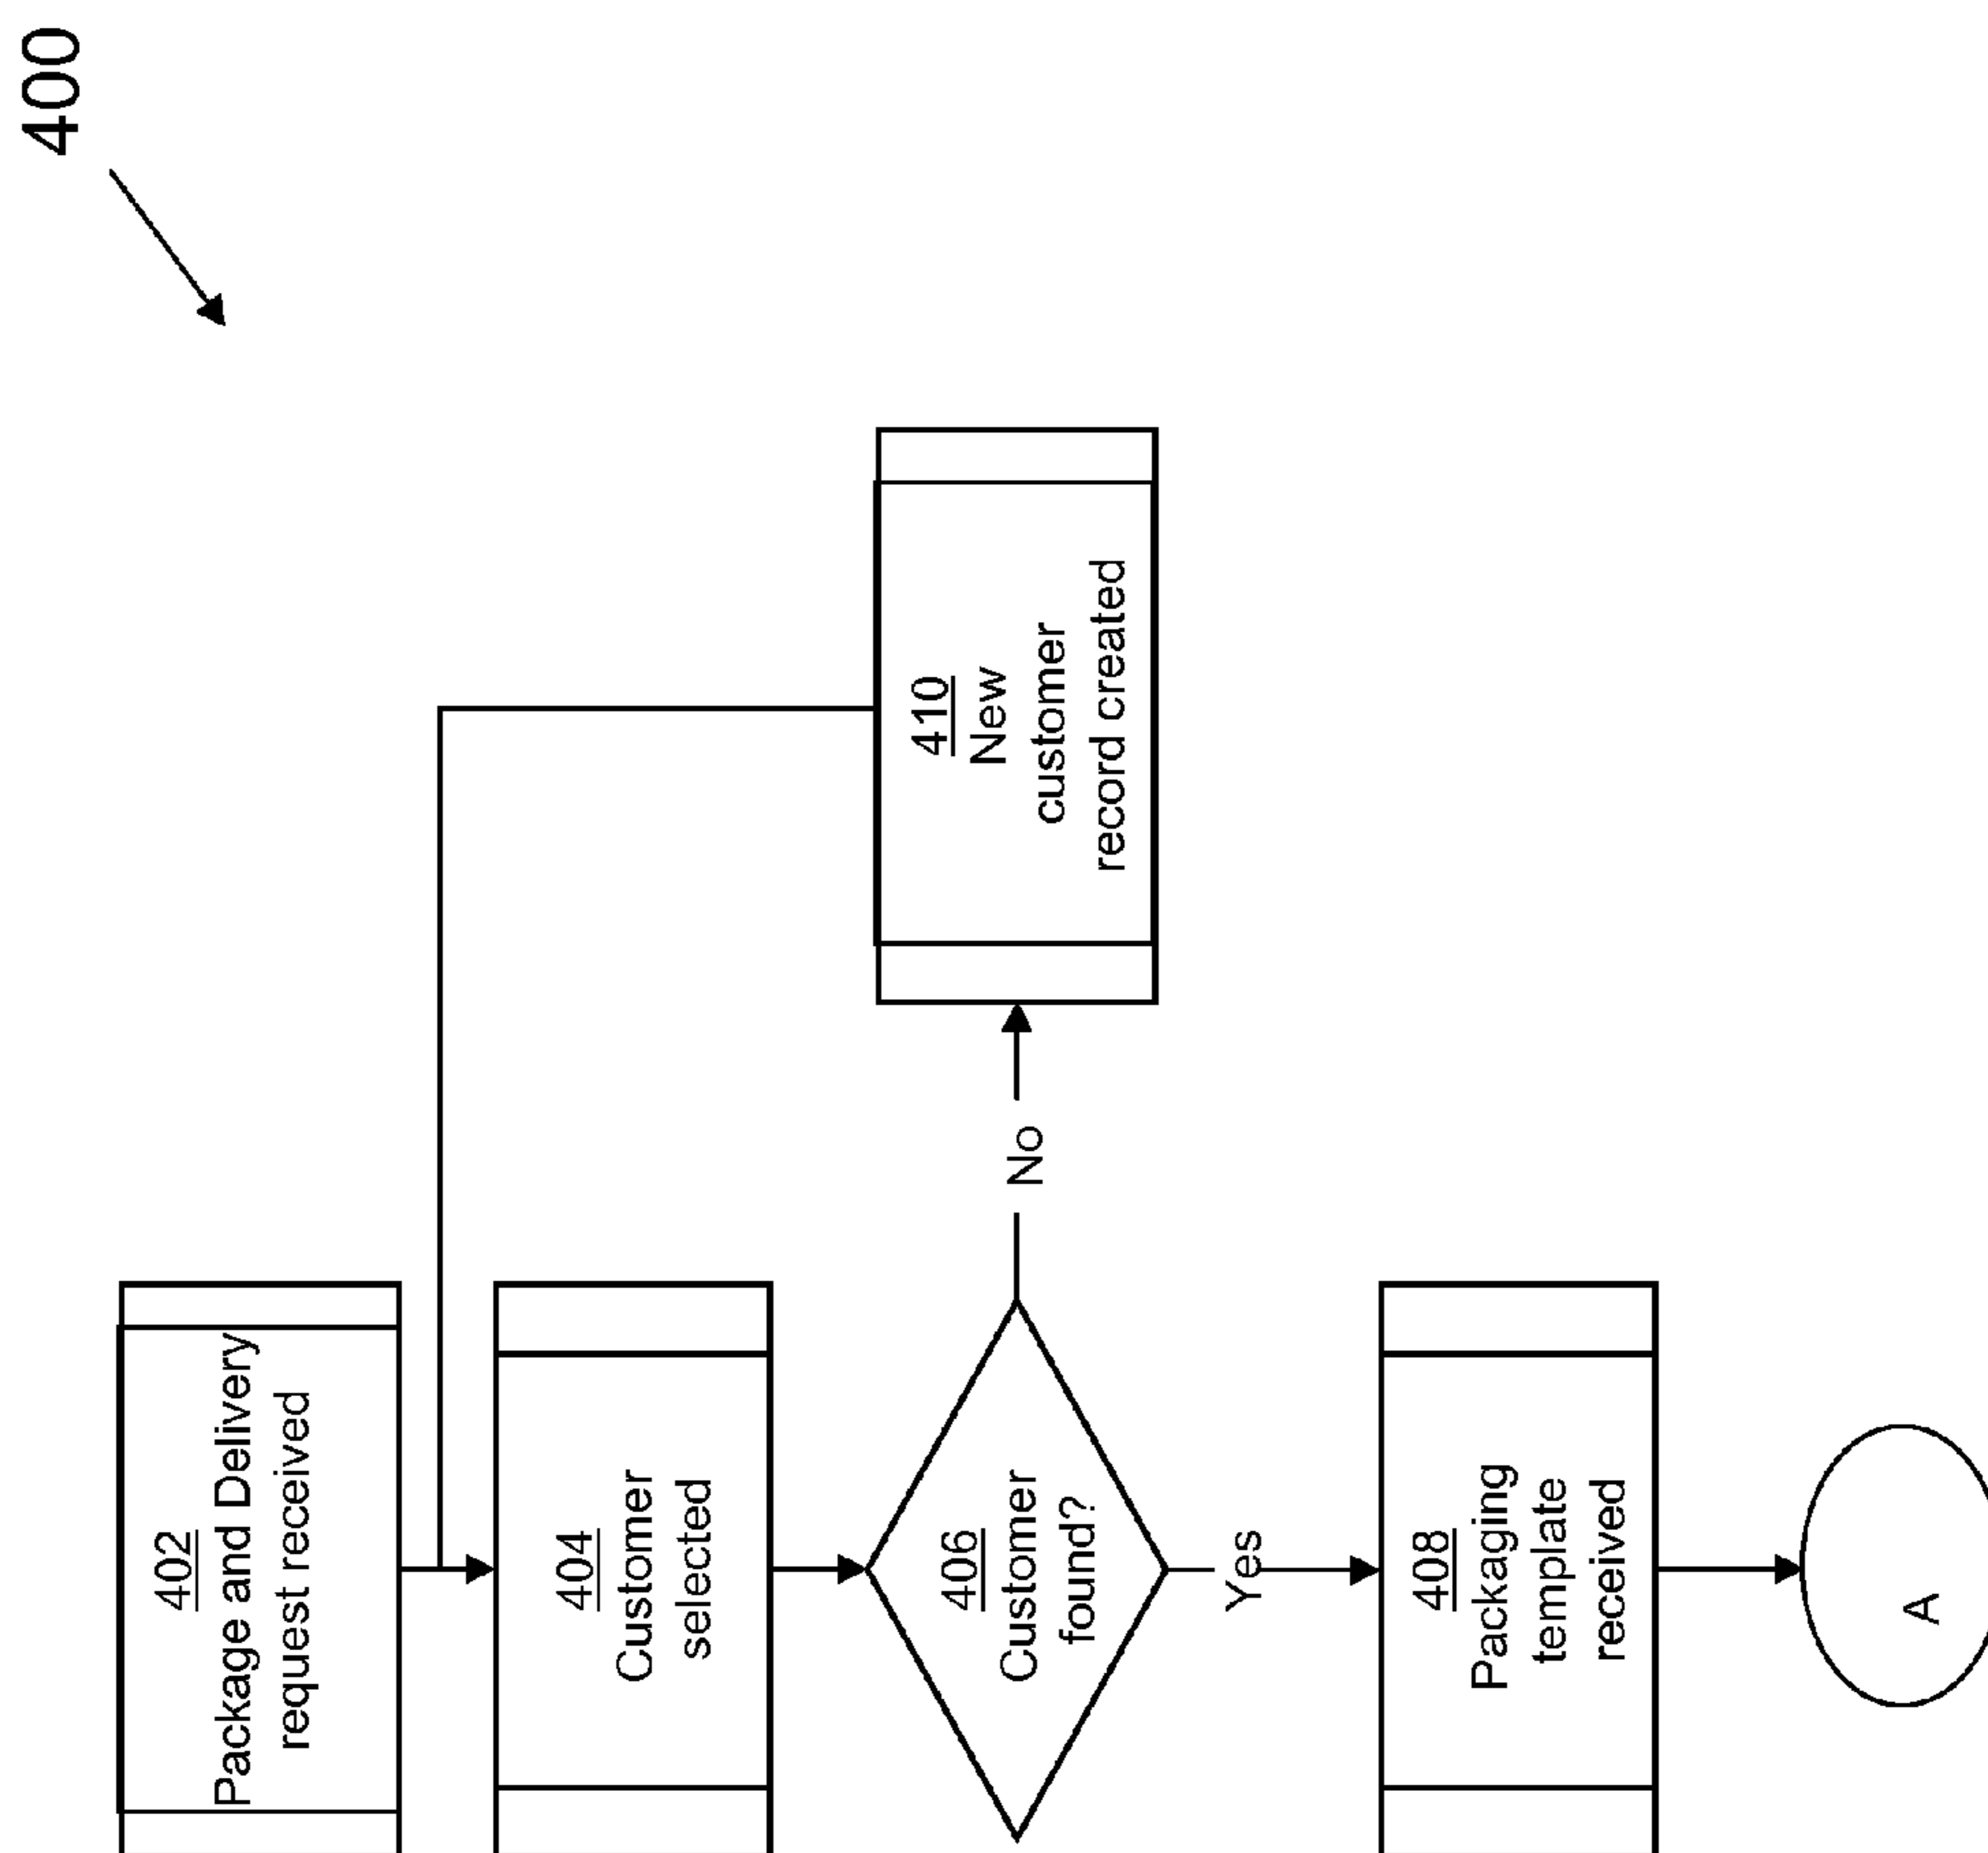 400
402
Package and Delivery
request received
404
Customer
selected
406
Customer
found?
No
410
New
customer
record created
Yes
408
Packaging
template
received
A